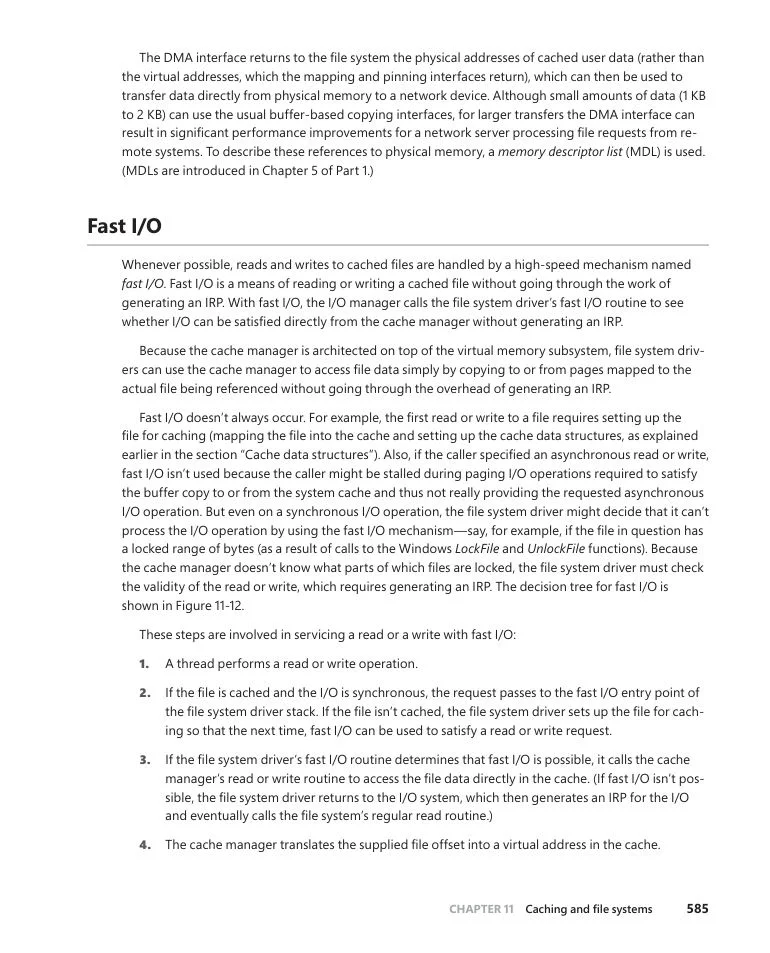 The DMA interface returns to the file system the physical addresses of cached user data (rather than
the virtual addresses, which the mapping and pinning interfaces return), which can then be used to
transfer data directly from physical memory to a network device. Although small amounts of data (1 KB
to 2 KB) can use the usual buffer-based copying interfaces, for larger transfers the DMA interface can
result in significant performance improvements for a network server processing file requests from re-
mote systems. To describe these references to physical memory, a memory descriptor list (MDL) is used.
(MDLs are introduced in Chapter 5 of Part 1.)
Fast I/O
Whenever possible, reads and writes to cached files are handled by a high-speed mechanism named
fast I/O. Fast I/O is a means of reading or writing a cached file without going through the work of
generating an IRP. With fast I/O, the I/O manager calls the file system driver’s fast I/O routine to see
whether I/O can be satisfied directly from the cache manager without generating an IRP.
Because the cache manager is architected on top of the virtual memory subsystem, file system driv-
ers can use the cache manager to access file data simply by copying to or from pages mapped to the
actual file being referenced without going through the overhead of generating an IRP.
Fast I/O doesn’t always occur. For example, the first read or write to a file requires setting up the
file for caching (mapping the file into the cache and setting up the cache data structures, as explained
earlier in the section “Cache data structures”). Also, if the caller specified an asynchronous read or write,
fast I/O isn’t used because the caller might be stalled during paging I/O operations required to satisfy
the buffer copy to or from the system cache and thus not really providing the requested asynchronous
I/O operation. But even on a synchronous I/O operation, the file system driver might decide that it can’t
process the I/O operation by using the fast I/O mechanism—say, for example, if the file in question has
a locked range of bytes (as a result of calls to the Windows LockFile and UnlockFile functions). Because
the cache manager doesn’t know what parts of which files are locked, the file system driver must check
the validity of the read or write, which requires generating an IRP. The decision tree for fast I/O is
shown in Figure 11-12.
These steps are involved in servicing a read or a write with fast I/O:
1. A thread performs a read or write operation.
2. If the file is cached and the I/O is synchronous, the request passes to the fast I/O entry point of
the file system driver stack. If the file isn’t cached, the file system driver sets up the file for cach-
ing so that the next time, fast I/O can be used to satisfy a read or write request.
3. If the file system driver’s fast I/O routine determines that fast I/O is possible, it calls the cache
manager’s read or write routine to access the file data directly in the cache. (If fast I/O isn’t pos-
sible, the file system driver returns to the I/O system, which then generates an IRP for the I/O
and eventually calls the file system’s regular read routine.)
4. The cache manager translates the supplied file offset into a virtual address in the cache.
CHAPTER 11 Caching and file systems 585